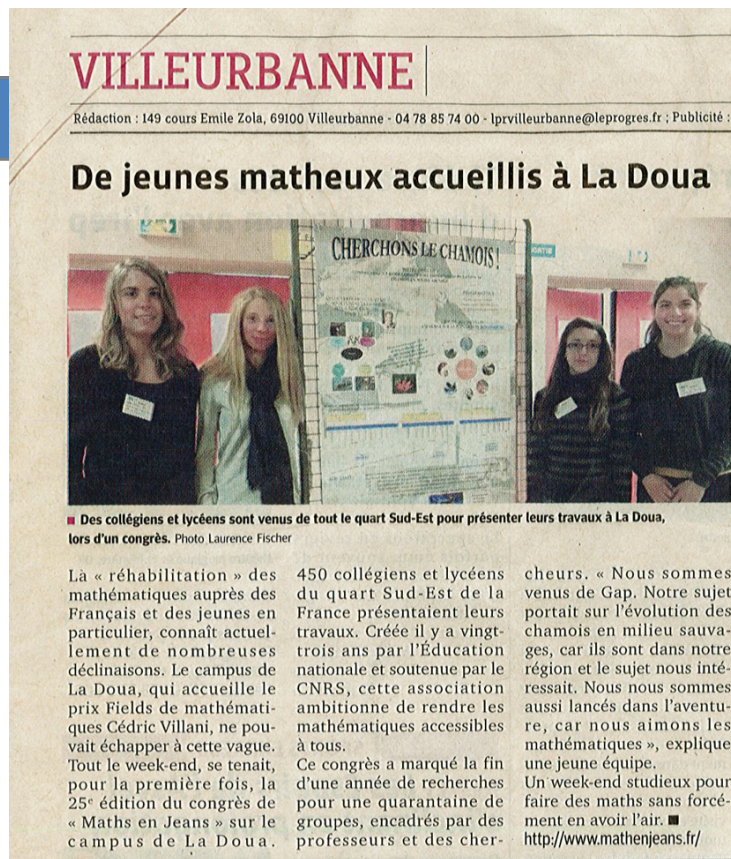 VILLEURBANNE
Rédaction : 149 cours Emile Zola, 69100 Villeurbanne - 04 78 85 74 00 - lprvilleurbanne@leprogres.fr ; Publicité :
De jeunes matheux accueillis à La Doua
CHERCHONS LE CHAMOIS !
SORTIE
■ Des collégiens et lycéens sont venus de tout le quart Sud-Est pour présenter leurs travaux à La Doua,
lors d'un congrès. Photo Laurence Fischer
Là « réhabilitation » des
mathématiques auprès des
Français et des jeunes en
particulier, connaît actuel-
lement de nombreuses
déclinaisons. Le campus de
La Doua, qui accueille le
prix Fields de mathémati-
ques Cédric Villani, ne pou-
vait échapper à cette vague.
Tout le week-end, se tenait,
pour la première fois, la
25e édition du congrès de
« Maths en Jeans » sur le
campus de La Doua.
450 collégiens et lycéens
du quart Sud-Est de la
France présentaient leurs
travaux. Créée il y a vingt-
trois ans par l'Éducation
nationale et soutenue par le
CNRS, cette association
ambitionne de rendre les
mathématiques accessibles
à tous.
Ce congrès a marqué la fin
d'une année de recherches
pour une quarantaine de
groupes, encadrés par des
professeurs et des cher-
cheurs. « Nous sommes
venus de Gap. Notre sujet
portait sur l'évolution des
chamois en milieu sauva-
ges, car ils sont dans notre
région et le sujet nous inté-
ressait. Nous nous sommes
aussi lancés dans l'aventu-
re, car nous aimons les
mathématiques », explique
une jeune équipe.
Un week-end studieux pour
faire des maths sans forcé-
ment en avoir l'air. ■
http://www.mathenjeans.fr/